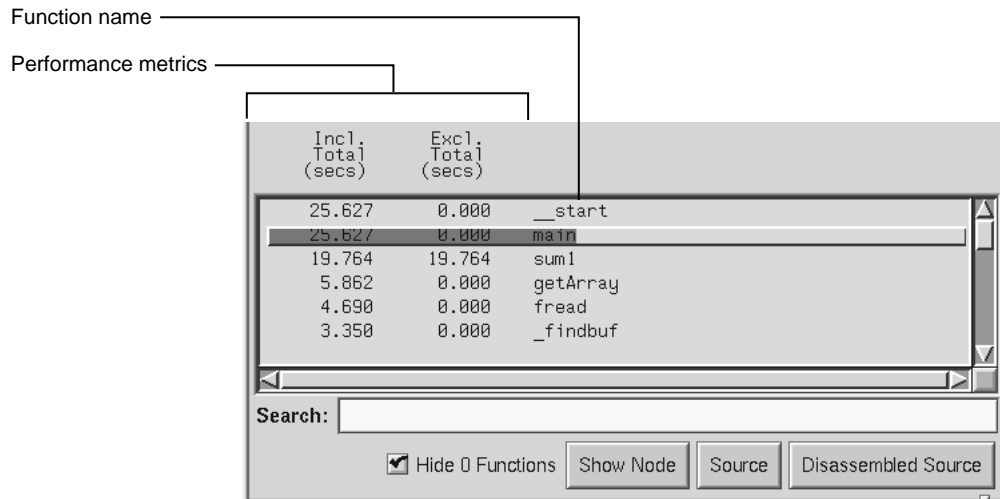 Function name
Performance metrics
Incl. Excl.
Total Total
(secs) (secs)
25.627 0.000 __start
25.627 0.000 main
19.764 19.764 sum1
5.862 0.000 getArray
4.690 0.000 fread
3.350 0.000 _findbuf
Search:
Hide 0 Functions Show Node Source Disassembled Source